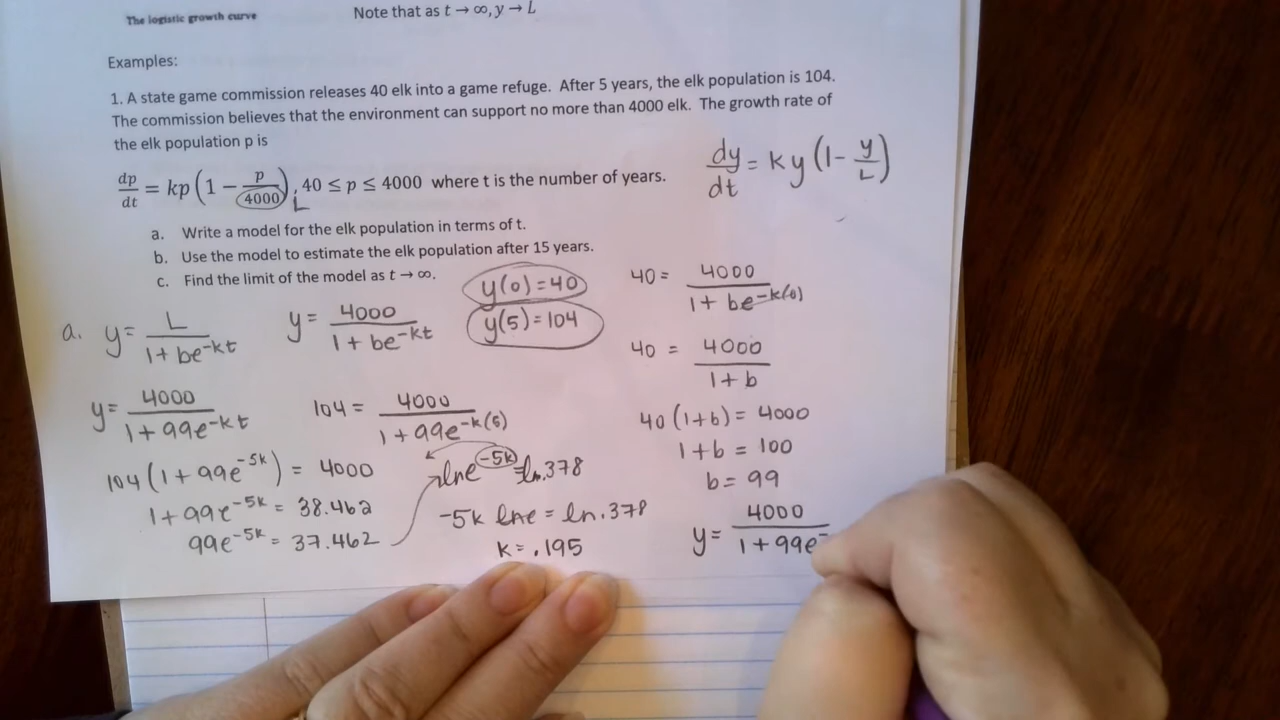 The logistic growth curve
Note that as t → ∞, y → L
Examples:
1. A state game commission releases 40 elk into a game refuge. After 5 years, the elk population is 104.
The commission believes that the environment can support no more than 4000 elk. The growth rate of
the elk population p is
dp/dt = kp(1 − p/4000), 40 ≤ p ≤ 4000 where t is the number of years.
L
dy/dt = ky(1 - y/L)
a. Write a model for the elk population in terms of t.
b. Use the model to estimate the elk population after 15 years.
c. Find the limit of the model as t → ∞.
a. y = L/(1 + be^-kt)
y = 4000/(1 + be^-kt)
y(0) = 40
y(5) = 104
y = 4000/(1 + 99e^-kt)
104 = 4000/(1 + 99e^-k(5))
104(1 + 99e^-5k) = 4000
1 + 99e^-5k = 38.462
99e^-5k = 37.462
ln e^-5k = ln .378
-5k ln e = ln .378
k = .195
40 = 4000/(1 + be^-k(0))
40 = 4000/(1 + b)
40(1 + b) = 4000
1 + b = 100
b = 99
y = 4000/(1 + 99e^-